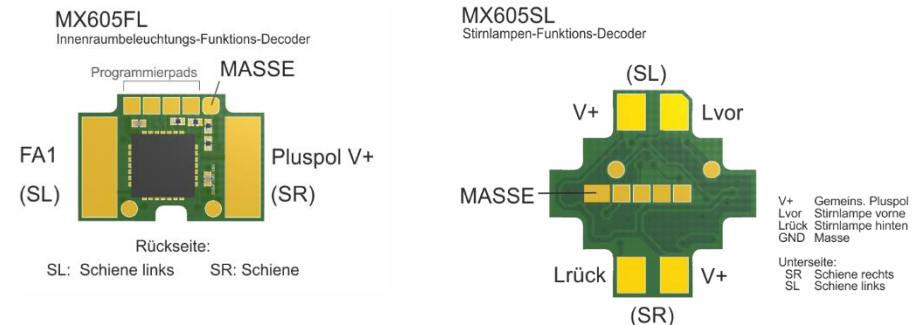 MX605FL
Innenraumbeleuchtungs-Funktions-Decoder
Programmierpads
MASSE
FA1
(SL)
Pluspol V+
(SR)
Rückseite:
SL: Schiene links SR: Schiene
MX605SL
Stirnlampen-Funktions-Decoder
(SL)
V+
Lvor
MASSE
Lrück
V+
(SR)
V+ Gemeins. Pluspol
Lvor Stirnlampe vorne
Lrück Stirnlampe hinten
GND Masse
Unterseite:
SR Schiene rechts
SL Schiene links